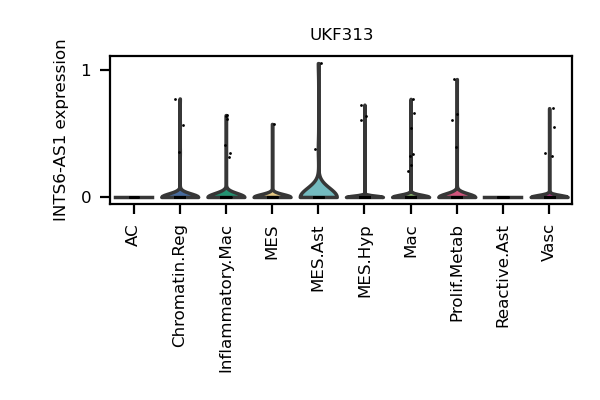 UKF313
INTS6-AS1 expression
1
0
AC
Chromatin.Reg
Inflammatory.Mac
MES
MES.Ast
MES.Hyp
Mac
Prolif.Metab
Reactive.Ast
Vasc